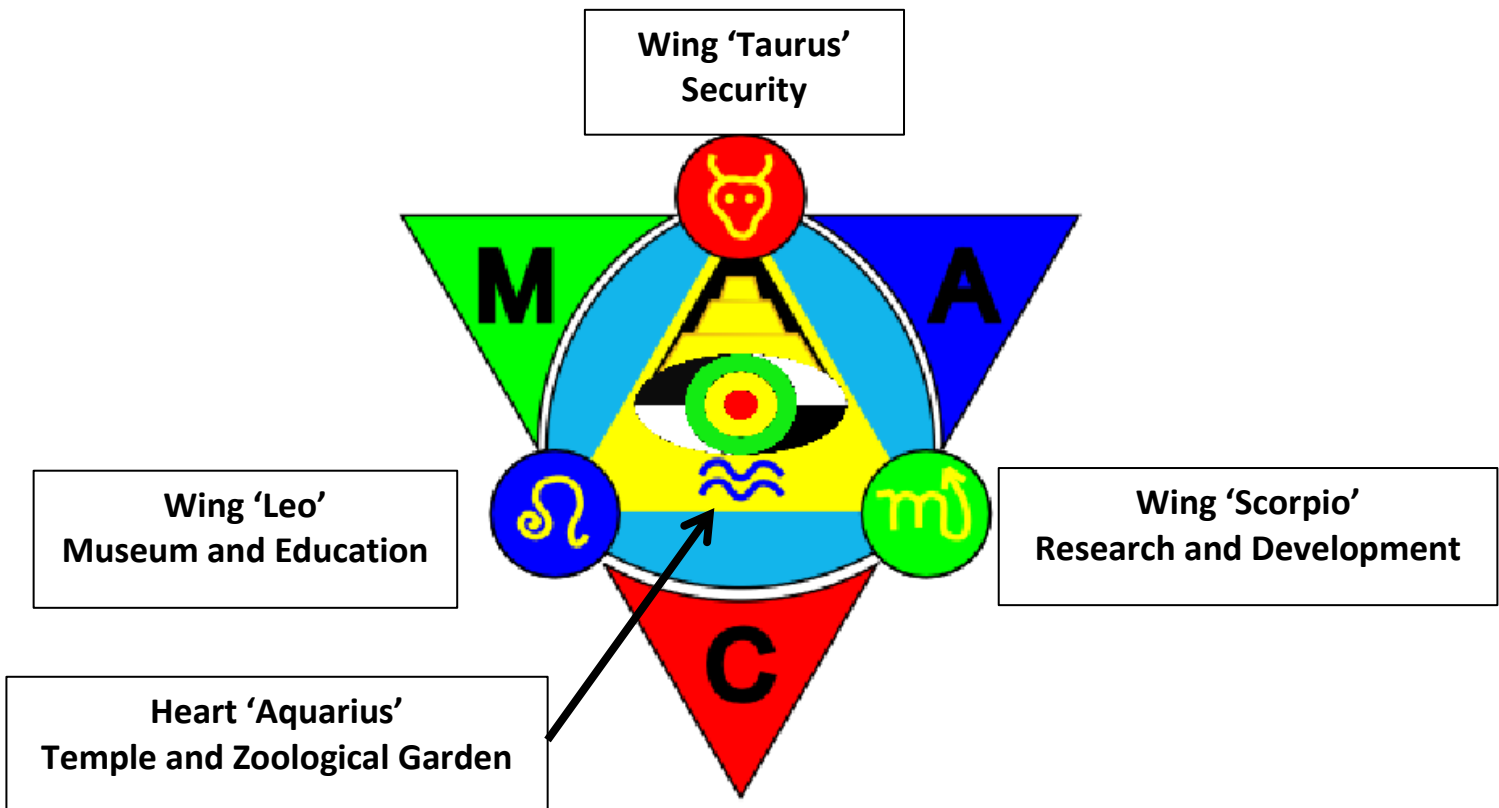 Wing ‘Taurus’
Security
M
A
Wing ‘Leo’
Museum and Education
Wing ‘Scorpio’
Research and Development
C
Heart ‘Aquarius’
Temple and Zoological Garden